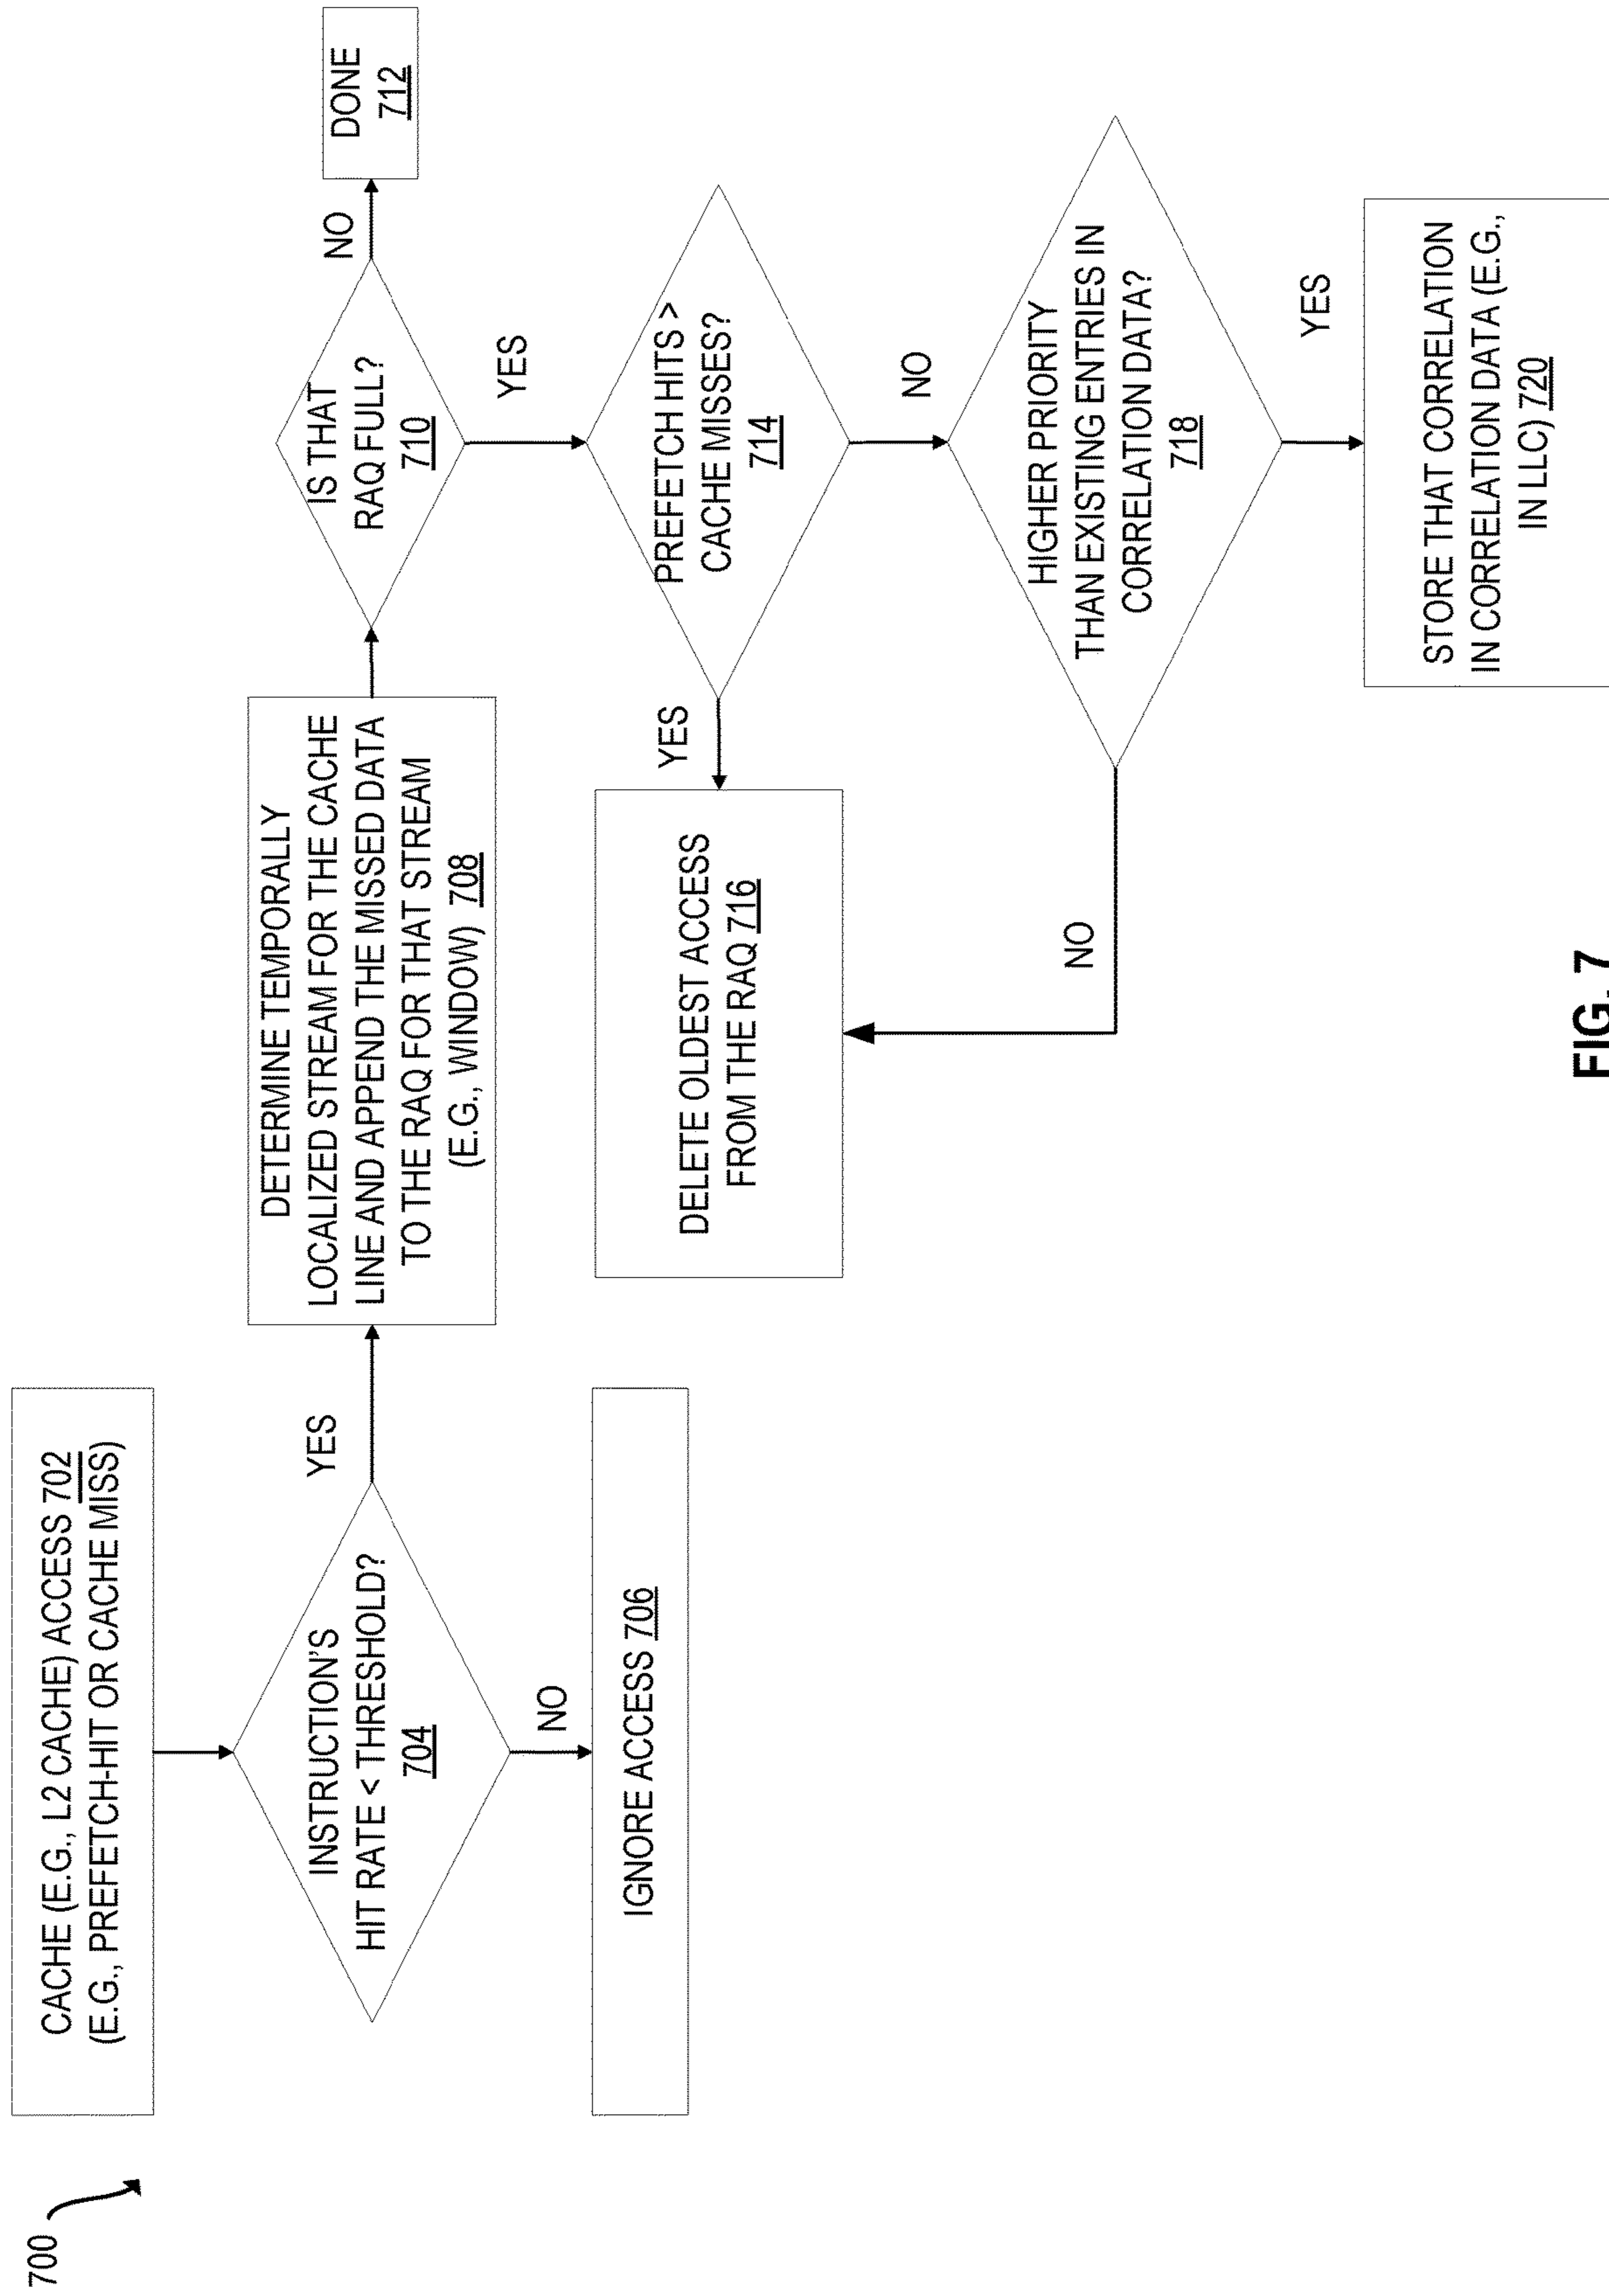 700
CACHE (E.G., L2 CACHE) ACCESS 702
(E.G., PREFETCH-HIT OR CACHE MISS)
INSTRUCTION'S
HIT RATE < THRESHOLD?
704
YES
NO
IGNORE ACCESS 706
DETERMINE TEMPORALLY
LOCALIZED STREAM FOR THE CACHE
LINE AND APPEND THE MISSED DATA
TO THE RAQ FOR THAT STREAM
(E.G., WINDOW) 708
IS THAT
RAQ FULL?
710
NO
DONE
712
YES
PREFETCH HITS >
CACHE MISSES?
714
YES
DELETE OLDEST ACCESS
FROM THE RAQ 716
NO
HIGHER PRIORITY
THAN EXISTING ENTRIES IN
CORRELATION DATA?
718
NO
YES
STORE THAT CORRELATION
IN CORRELATION DATA (E.G.,
IN LLC) 720
FIG. 7